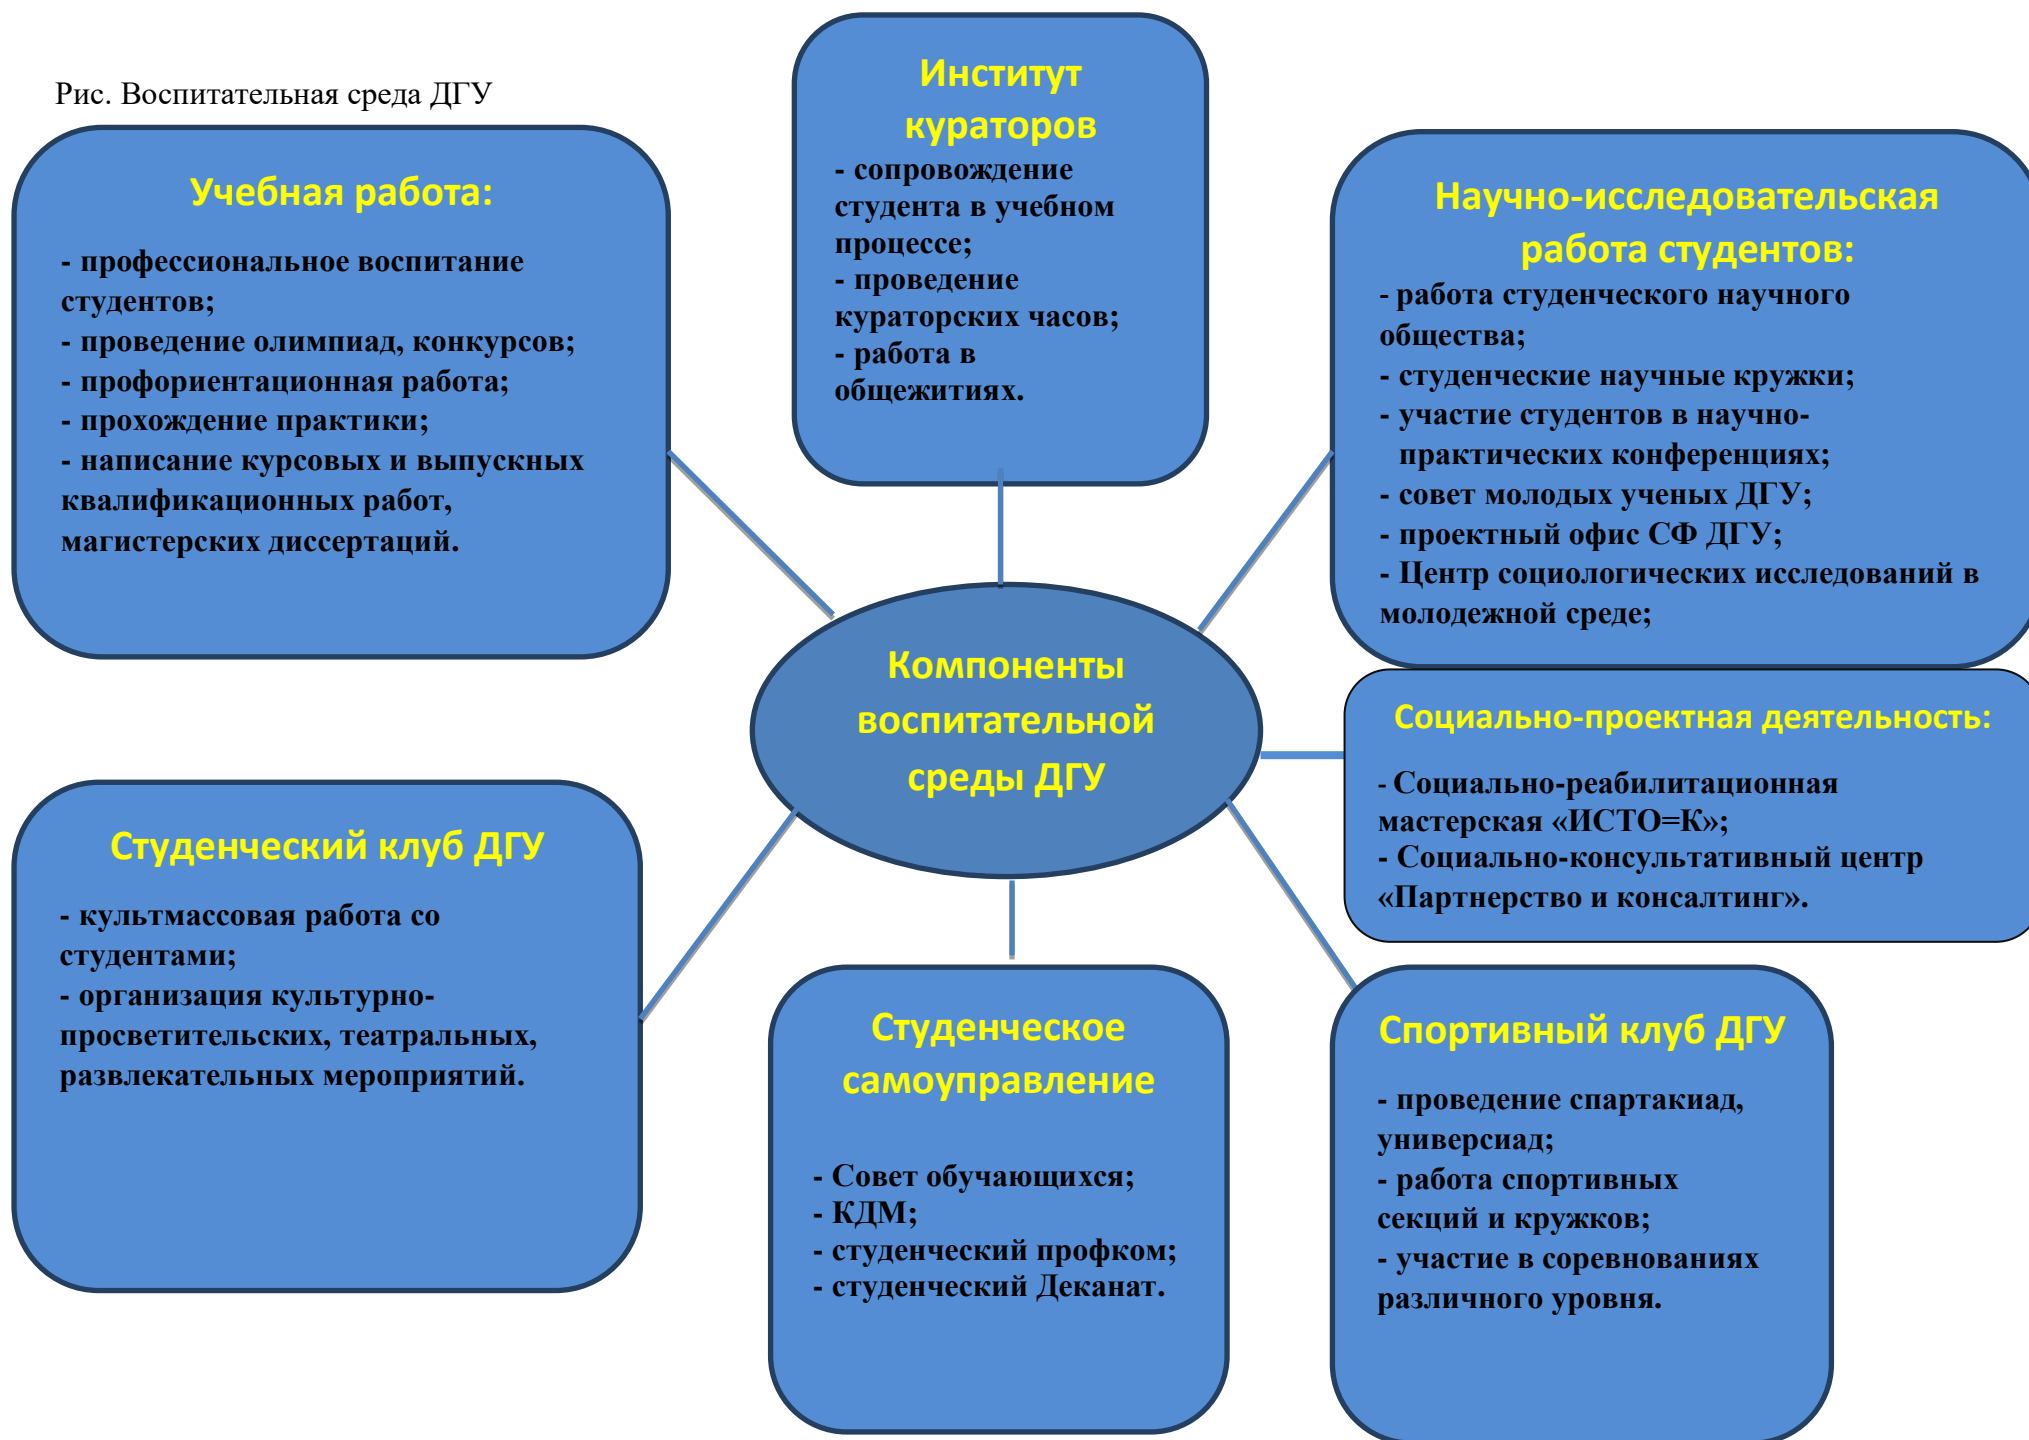 Рис. Воспитательная среда ДГУ
Учебная работа:
- профессиональное воспитание
студентов;
- проведение олимпиад, конкурсов;
- профориентационная работа;
- прохождение практики;
- написание курсовых и выпускных
квалификационных работ,
магистерских диссертаций.
Институт
кураторов
- сопровождение
студента в учебном
процессе;
- проведение
кураторских часов;
- работа в
общежитиях.
Научно-исследовательская
работа студентов:
- работа студенческого научного
общества;
- студенческие научные кружки;
- участие студентов в научно-
практических конференциях;
- совет молодых ученых ДГУ;
- проектный офис СФ ДГУ;
- Центр социологических исследований в
молодежной среде;
Компоненты
воспитательной
среды ДГУ
Социально-проектная деятельность:
- Социально-реабилитационная
мастерская «ИСТО=К»;
- Социально-консультативный центр
«Партнерство и консалтинг».
Студенческий клуб ДГУ
- культмассовая работа со
студентами;
- организация культурно-
просветительских, театральных,
развлекательных мероприятий.
Студенческое
самоуправление
- Совет обучающихся;
- КДМ;
- студенческий профком;
- студенческий Деканат.
Спортивный клуб ДГУ
- проведение спартакиад,
универсиад;
- работа спортивных
секций и кружков;
- участие в соревнованиях
различного уровня.